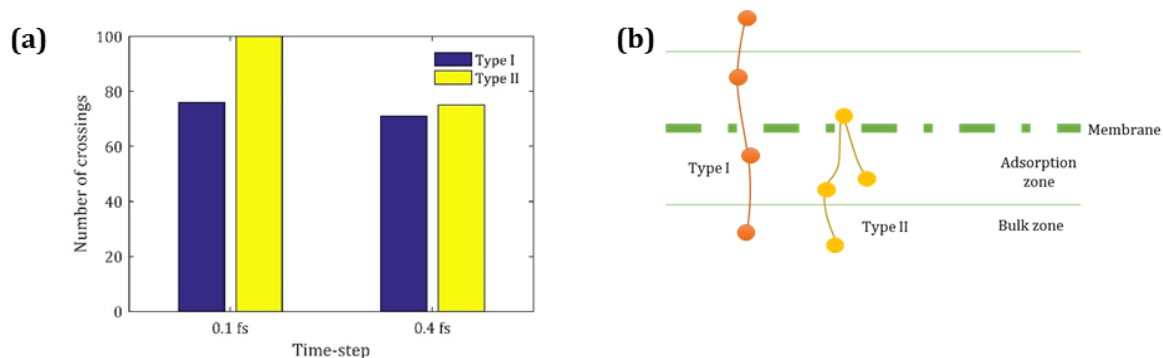 (a)
100
80
60
40
20
0
Number of crossings
Type I
Type II
0.1 fs
0.4 fs
Time-step
(b)
Membrane
Type I
Adsorption
zone
Type II
Bulk zone